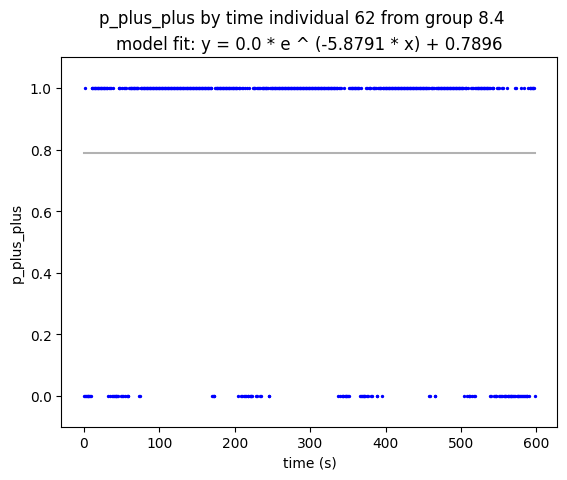 p_plus_plus by time individual 62 from group 8.4
model fit: y = 0.0 * e ^ (-5.8791 * x) + 0.7896
1.0
0.8
0.6
0.4
0.2
0.0
p_plus_plus
0 100 200 300 400 500 600
time (s)